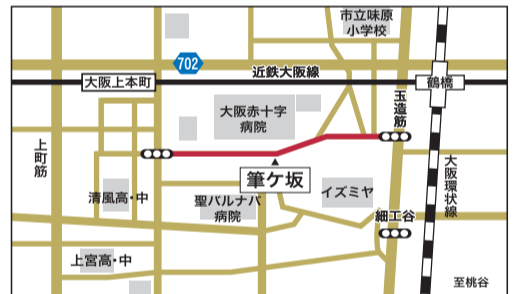 市立味原
小学校
702
近鉄大阪線
大阪上本町
鶴橋
大阪赤十字
病院
玉造筋
上町筋
筆ケ坂
大阪環状線
清風高・中
聖バルナバ
病院
イズミヤ
細工谷
上宮高・中
至桃谷